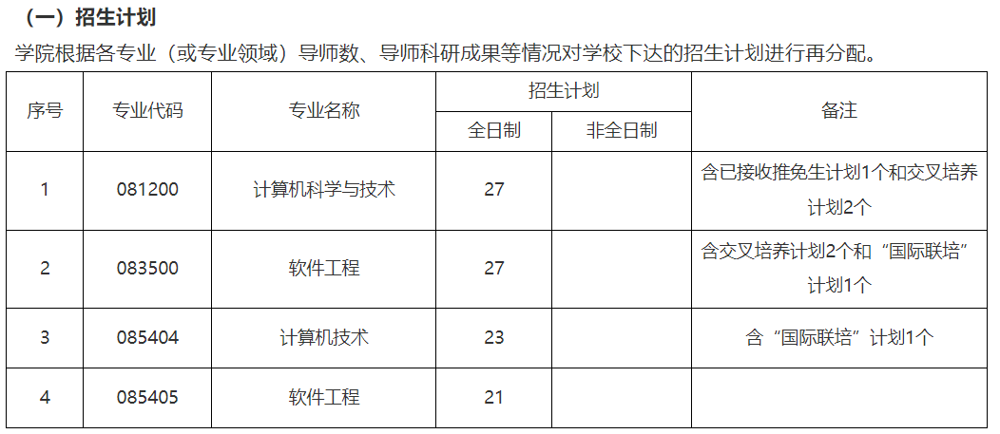 （一）招生计划
学院根据各专业（或专业领域）导师数、导师科研成果等情况对学校下达的招生计划进行再分配。
序号 专业代码 专业名称 招生计划 备注
全日制 非全日制
1 081200 计算机科学与技术 27 含已接收推免生计划1个和交叉培养
计划2个
2 083500 软件工程 27 含交叉培养计划2个和“国际联培”
计划1个
3 085404 计算机技术 23 含“国际联培”计划1个
4 085405 软件工程 21